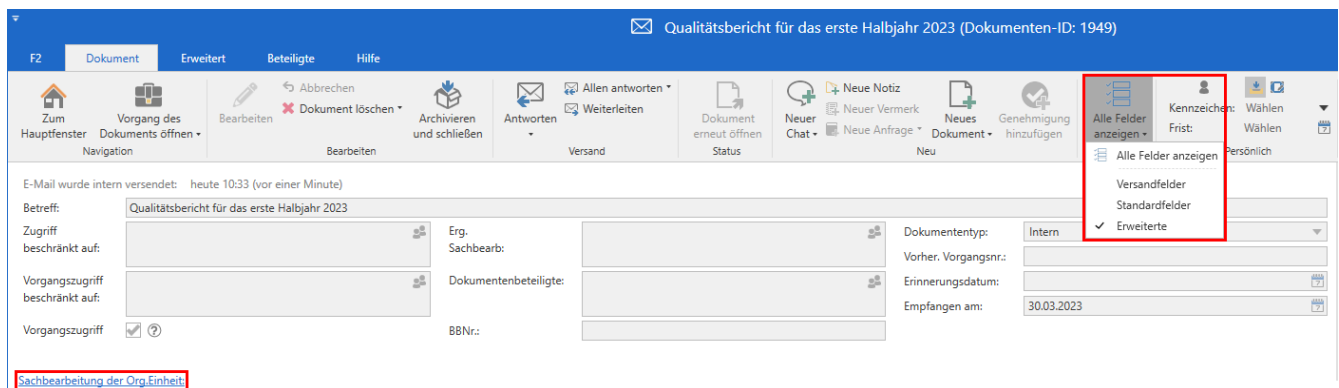 Qualitätsbericht für das erste Halbjahr 2023 (Dokumenten-ID: 1949)
F2 Dokument Erweitert Beteiligte Hilfe
Zum Hauptfenster
Vorgang des Dokuments öffnen
Navigation
Bearbeiten
Abbrechen
Dokument löschen
Archivieren und schließen
Bearbeiten
Antworten
Allen antworten
Weiterleiten
Versand
Dokument erneut öffnen
Status
Neuer Chat
Neue Notiz
Neuer Vermerk
Neue Anfrage
Neues Dokument
Genehmigung hinzufügen
Neu
Alle Felder anzeigen
Kennzeichen: Wählen
Frist: Wählen
Persönlich
Alle Felder anzeigen
Versandfelder
Standardfelder
Erweiterte
E-Mail wurde intern versendet: heute 10:33 (vor einer Minute)
Betreff: Qualitätsbericht für das erste Halbjahr 2023
Zugriff beschränkt auf:
Erg. Sachbearb:
Dokumententyp: Intern
Vorher. Vorgangsnr.:
Vorgangszugriff beschränkt auf:
Dokumentenbeteiligte:
Erinnerungsdatum:
Empfangen am: 30.03.2023
Vorgangszugriff
BBNr.:
Sachbearbeitung der Org.Einheit: